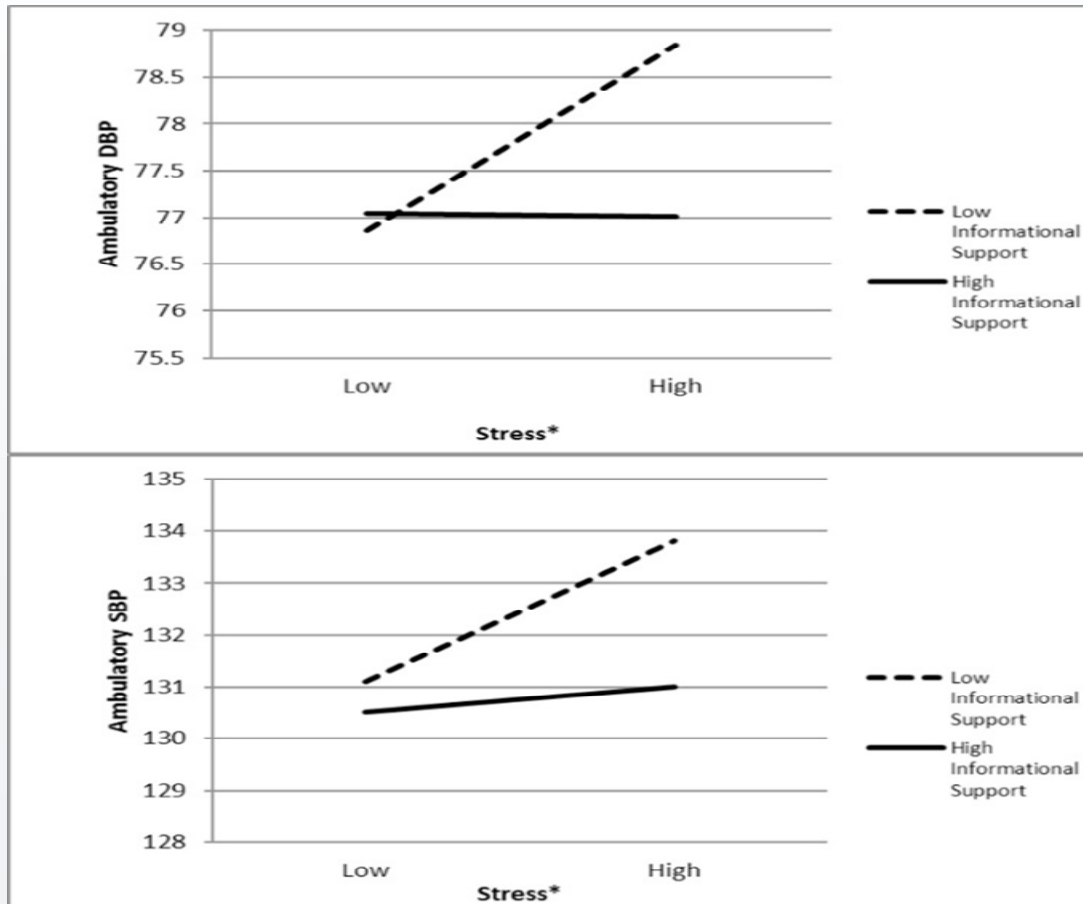 79
78.5
78
77.5
77
76.5
76
75.5
Ambulatory DBP
Low
High
Stress*
Low
Informational
Support
High
Informational
Support
135
134
133
132
131
130
129
128
Ambulatory SBP
Low
High
Stress*
Low
Informational
Support
High
Informational
Support